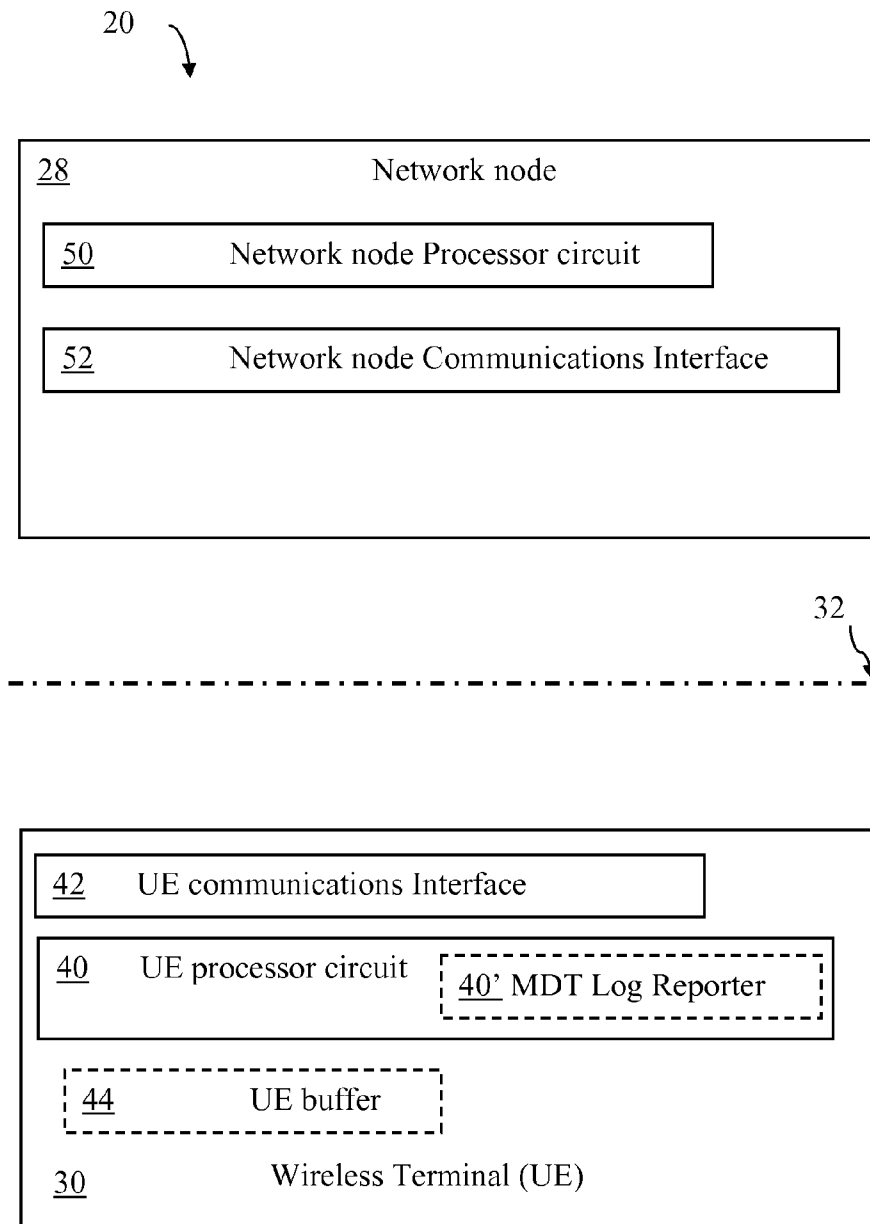 20
28 Network node
50 Network node Processor circuit
52 Network node Communications Interface
32
42 UE communications Interface
40 UE processor circuit
40’ MDT Log Reporter
44 UE buffer
30 Wireless Terminal (UE)